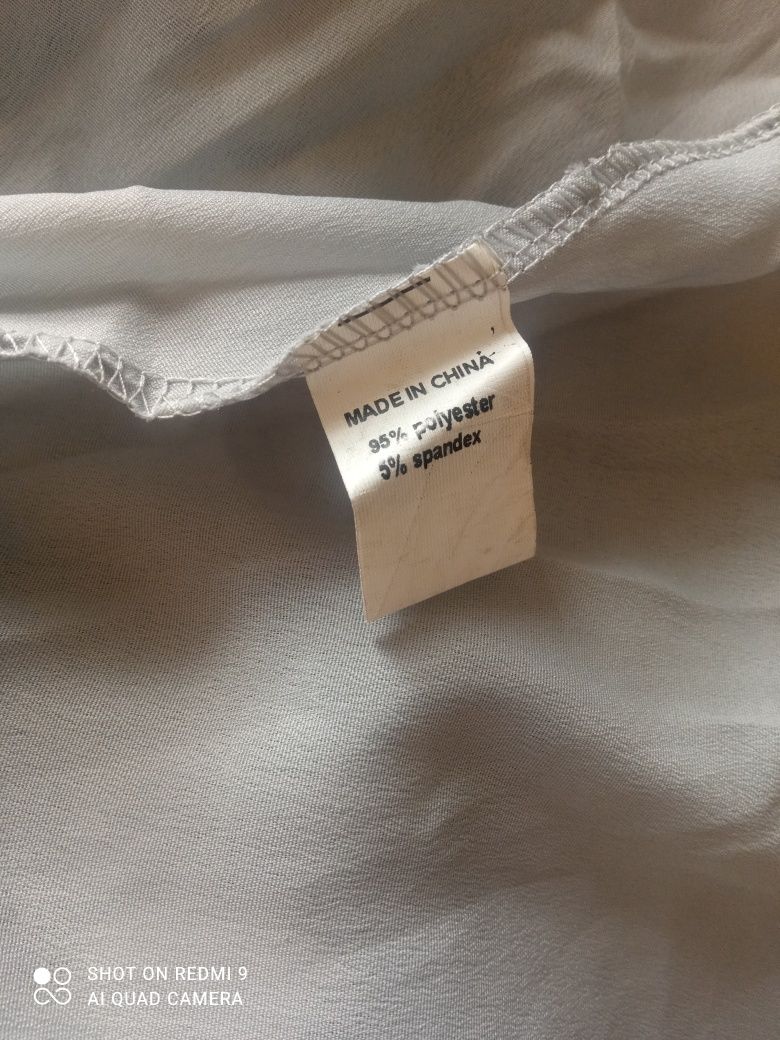 MADE IN CHINA
95% polyester
5% spandex
SHOT ON REDMI 9
AI QUAD CAMERA